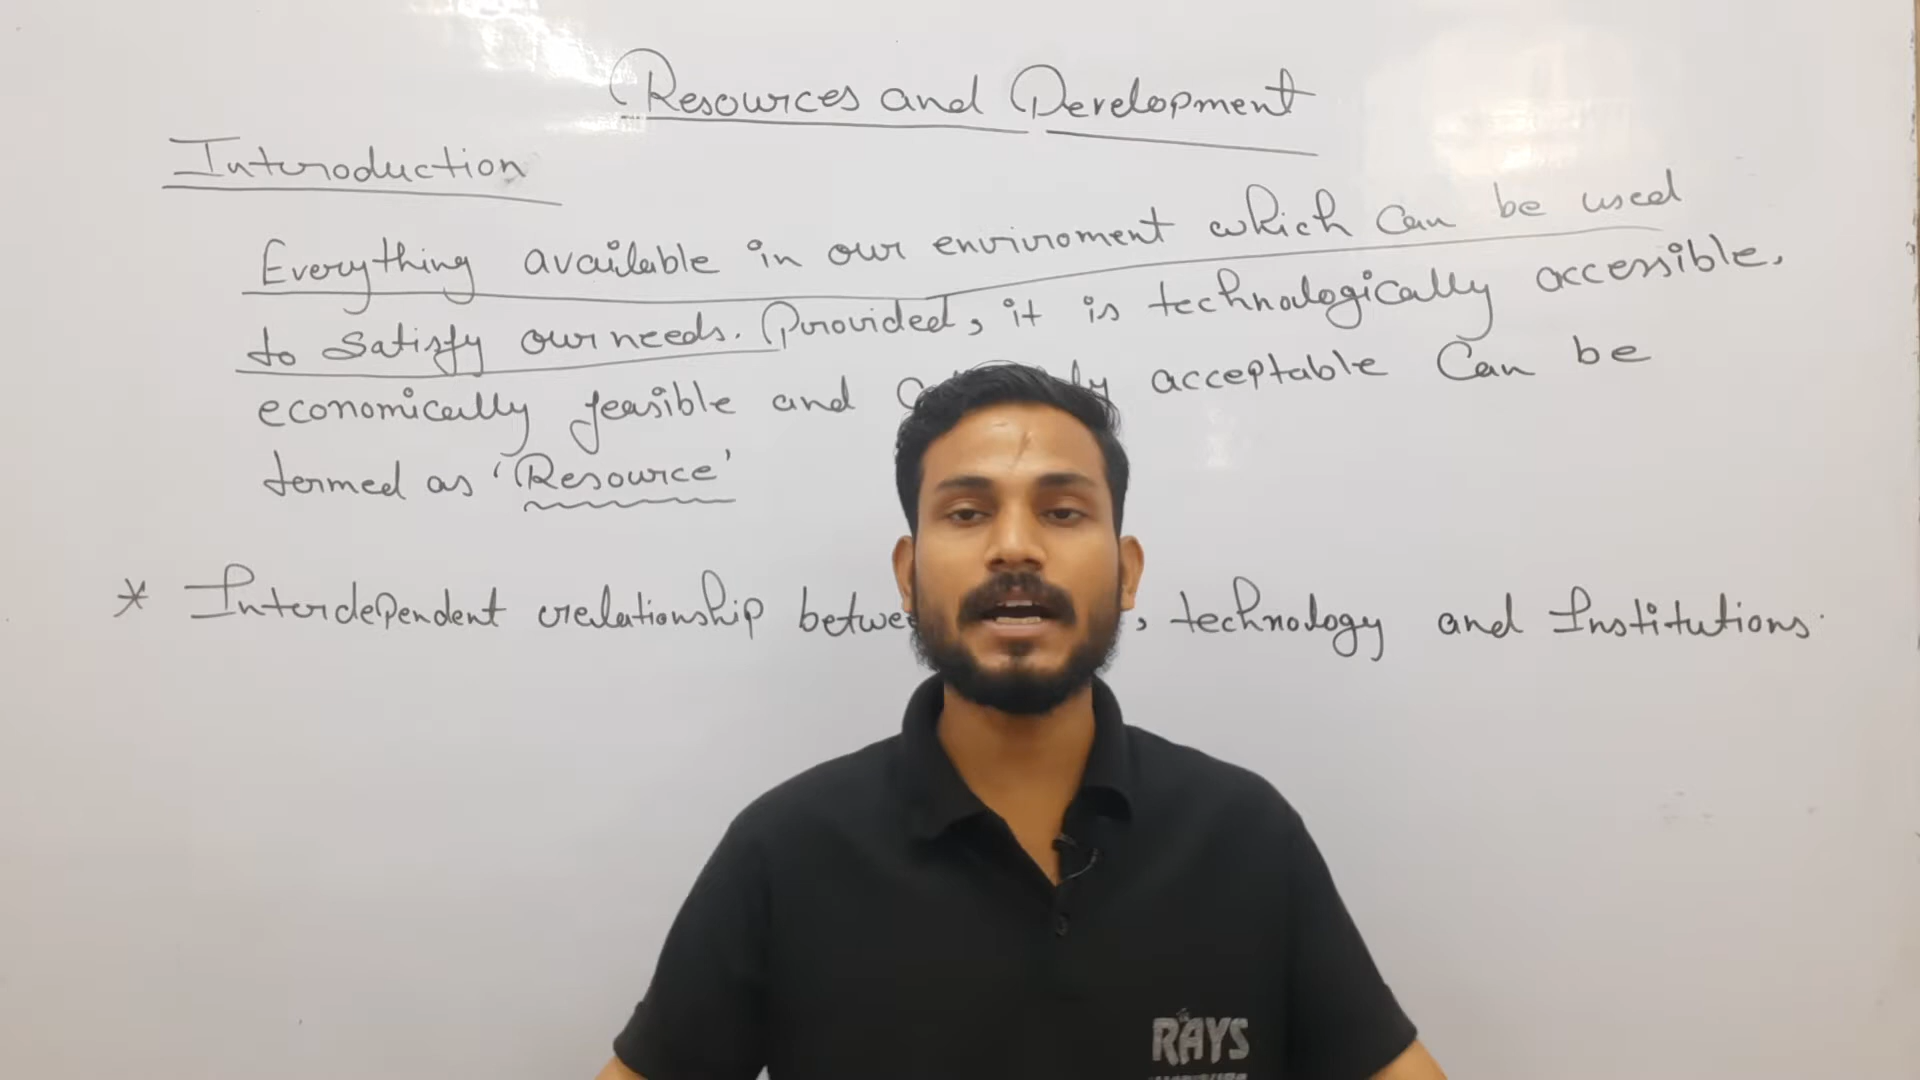 Resources and Development
Introduction
Everything available in our enviroment which can be used
to satisfy our needs. Provided, it is technologically accessible,
economically feasible and acceptable can be
termed as 'Resource'
* Interdependent relationship , technology and Institutions.
RAYS